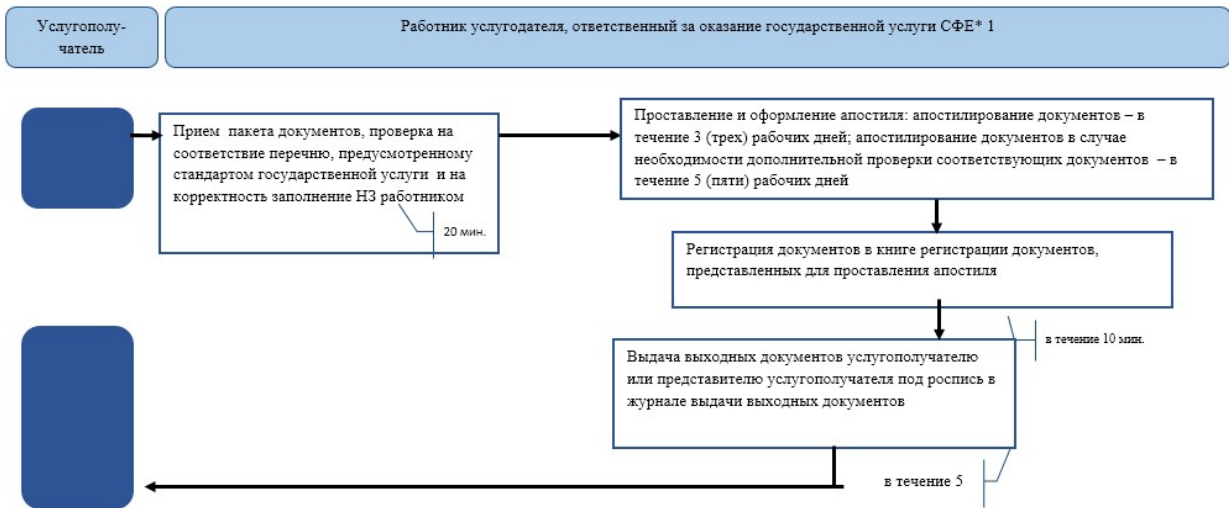 Услугополу-
чатель
Работник услугодателя, ответственный за оказание государственной услуги СФЕ* 1
Прием пакета документов, проверка на
соответствие перечню, предусмотренному
стандартом государственной услуги и на
корректность заполнение НЗ работником
20 мин.
Проставление и оформление апостиля: апостилирование документов – в
течение 3 (трех) рабочих дней; апостилирование документов в случае
необходимости дополнительной проверки соответствующих документов – в
течение 5 (пяти) рабочих дней
Регистрация документов в книге регистрации документов,
представленных для проставления апостиля
в течение 10 мин.
Выдача выходных документов услугополучателю
или представителю услугополучателя под роспись в
журнале выдачи выходных документов
в течение 5